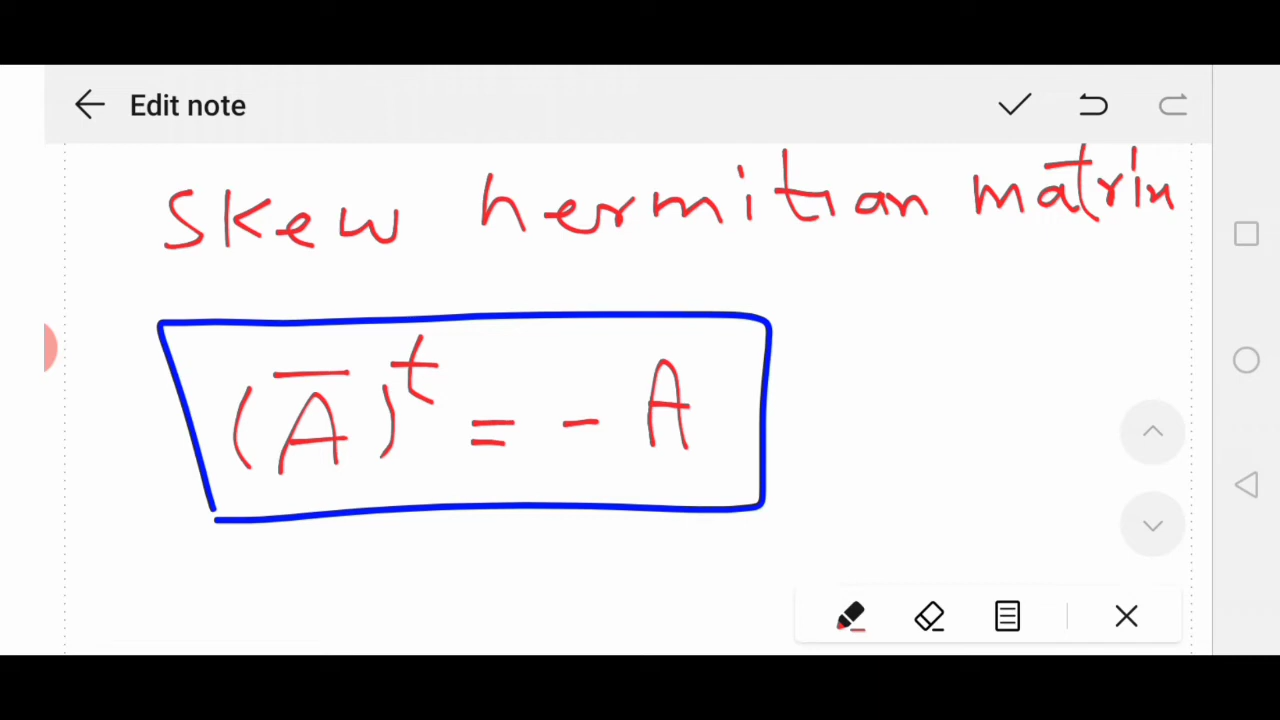 Edit note
skew hermitian matrix
(A̅)ᵗ = - A